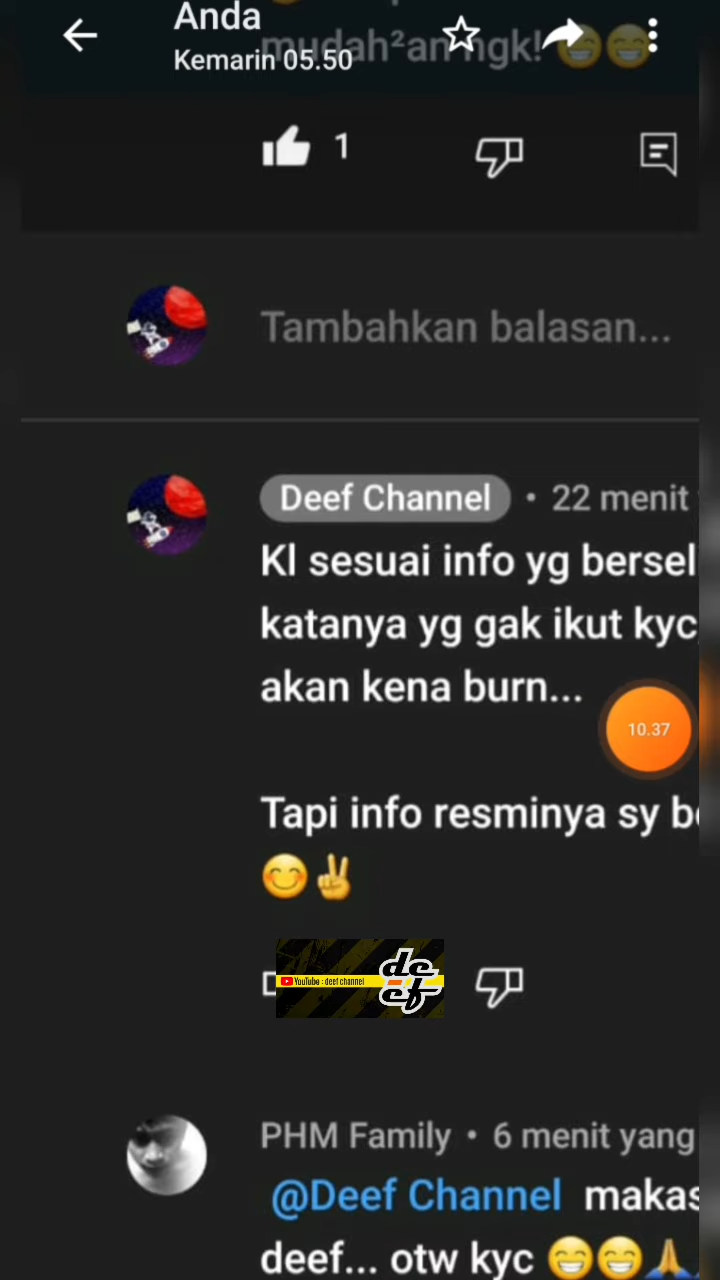 Anda
Kemarin 05.50
mudah²an ngk! 😁😁
1
Tambahkan balasan...
Deef Channel • 22 menit
Kl sesuai info yg bersel
katanya yg gak ikut kyc
akan kena burn...
10.37
Tapi info resminya sy b
😊✌
YouTube : deef channel
deef
PHM Family • 6 menit yang
@Deef Channel makas
deef... otw kyc 😁😁🙏